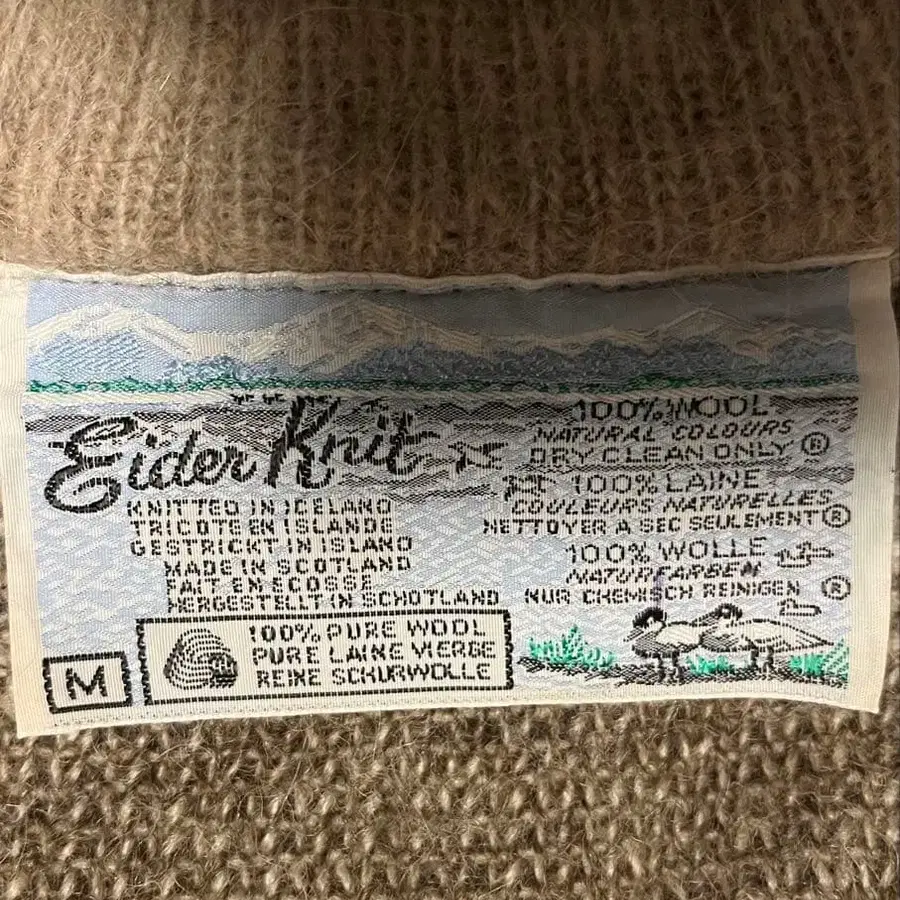 Eider Knit
KNITTED IN ICELAND
TRICOTE EN ISLANDE
GESTRICKT IN ISLAND
MADE IN SCOTLAND
FAIT EN ECOSSE
HERGESTELLT IN SCHOTLAND
M
100% PURE WOOL
PURE LAINE VIERGE
REINE SCHURWOLLE
100% WOOL
NATURAL COLOURS
DRY CLEAN ONLY ®
100% LAINE
COULEURS NATURELLES
NETTOYER A SEC SEULEMENT ®
100% WOLLE
NATURFARBEN
NUR CHEMISCH REINIGEN ®